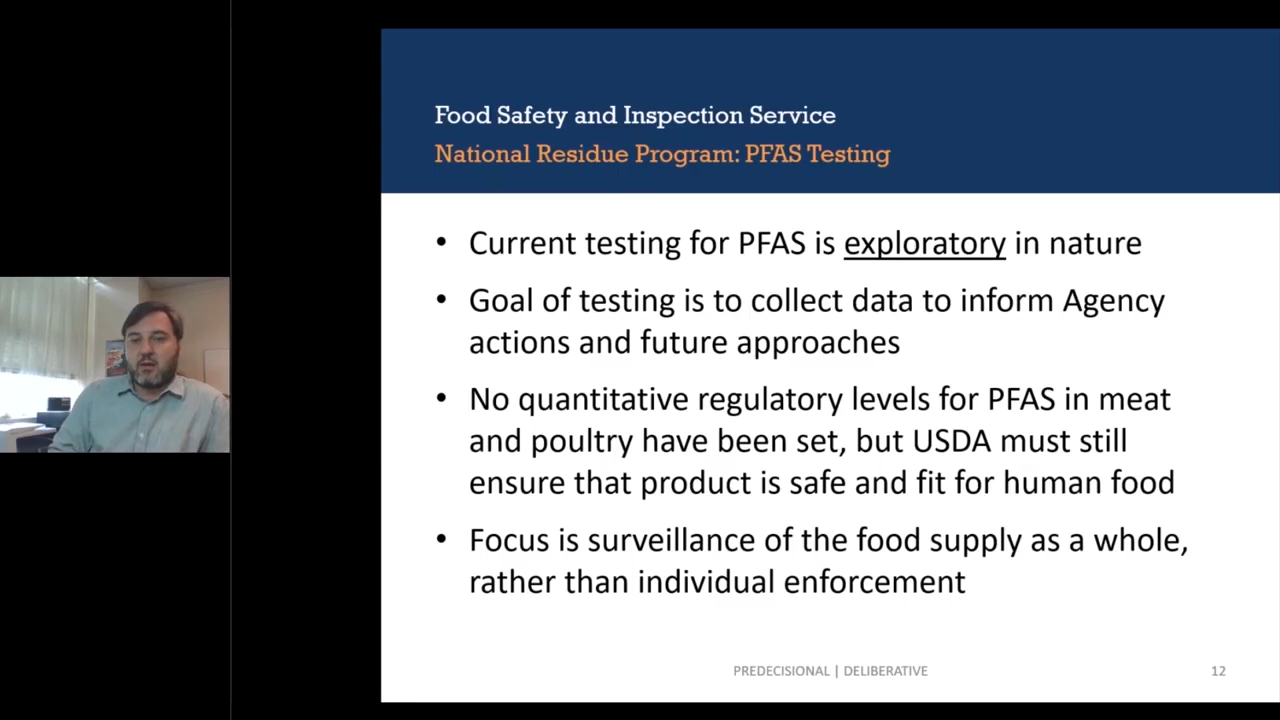 Food Safety and Inspection Service
National Residue Program: PFAS Testing
• Current testing for PFAS is exploratory in nature
• Goal of testing is to collect data to inform Agency
actions and future approaches
• No quantitative regulatory levels for PFAS in meat
and poultry have been set, but USDA must still
ensure that product is safe and fit for human food
• Focus is surveillance of the food supply as a whole,
rather than individual enforcement
PREDECISIONAL | DELIBERATIVE
12